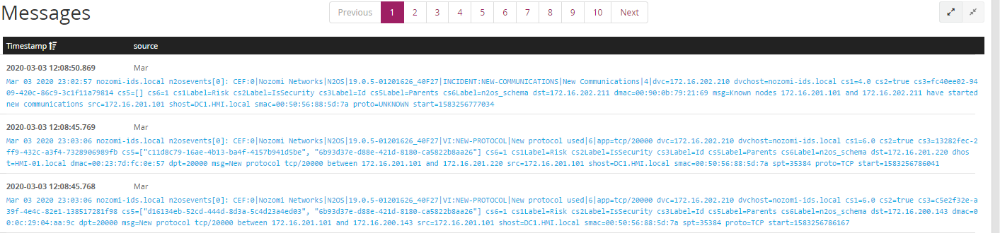 Messages
Previous 1 2 3 4 5 6 7 8 9 10 Next
Timestamp source
2020-03-03 12:08:50.869 Mar
Mar 03 2020 23:02:57 nozomi-ids.local n2osevents[0]: CEF:0|Nozomi Networks|N2OS|19.0.5-01201626_40F27|INCIDENT:NEW-COMMUNICATIONS|New Communications|4|dvc=172.16.202.210 dvchost=nozomi-ids.local cs1=4.0 cs2=true cs3=fc40ee02-94
09-420c-86c9-3c1f11a79814 cs5=[] cs6=1 cs1Label=Risk cs2Label=IsSecurity cs3Label=Id cs5Label=Parents cs6Label=n2os_schema dst=172.16.202.211 dmac=00:90:0b:79:21:69 msg=Known nodes 172.16.201.101 and 172.16.202.211 have started
new communications src=172.16.201.101 shost=DC1.HMI.local smac=00:50:56:88:5d:7a proto=UNKNOWN start=1583256777034
2020-03-03 12:08:45.769 Mar
Mar 03 2020 23:03:06 nozomi-ids.local n2osevents[0]: CEF:0|Nozomi Networks|N2OS|19.0.5-01201626_40F27|VI:NEW-PROTOCOL|New protocol used|6|app=tcp/20000 dvc=172.16.202.210 dvchost=nozomi-ids.local cs1=6.0 cs2=true cs3=13282fec-2
ff9-432c-a3f4-7328906989fb cs5=["c11d8c79-16ae-4b13-ba4f-4157b941d5be", "6b93d37e-d88e-421d-8180-ca5822b8aa26"] cs6=1 cs1Label=Risk cs2Label=IsSecurity cs3Label=Id cs5Label=Parents cs6Label=n2os_schema dst=172.16.201.220 dhos
t=HMI-01.local dmac=00:23:7d:fc:0e:57 dpt=20000 msg=New protocol tcp/20000 between 172.16.201.101 and 172.16.201.220 src=172.16.201.101 shost=DC1.HMI.local smac=00:50:56:88:5d:7a spt=35384 proto=TCP start=1583256786041
2020-03-03 12:08:45.768 Mar
Mar 03 2020 23:03:06 nozomi-ids.local n2osevents[0]: CEF:0|Nozomi Networks|N2OS|19.0.5-01201626_40F27|VI:NEW-PROTOCOL|New protocol used|6|app=tcp/20000 dvc=172.16.202.210 dvchost=nozomi-ids.local cs1=6.0 cs2=true cs3=c5e2f32e-a
39f-4e4c-82e1-138517281f98 cs5=["d16134eb-52cd-444d-8d3a-5c4d23a4ed03", "6b93d37e-d88e-421d-8180-ca5822b8aa26"] cs6=1 cs1Label=Risk cs2Label=IsSecurity cs3Label=Id cs5Label=Parents cs6Label=n2os_schema dst=172.16.200.143 dmac=0
0:0c:29:04:aa:9c dpt=20000 msg=New protocol tcp/20000 between 172.16.201.101 and 172.16.200.143 src=172.16.201.101 shost=DC1.HMI.local smac=00:50:56:88:5d:7a spt=35384 proto=TCP start=1583256786167